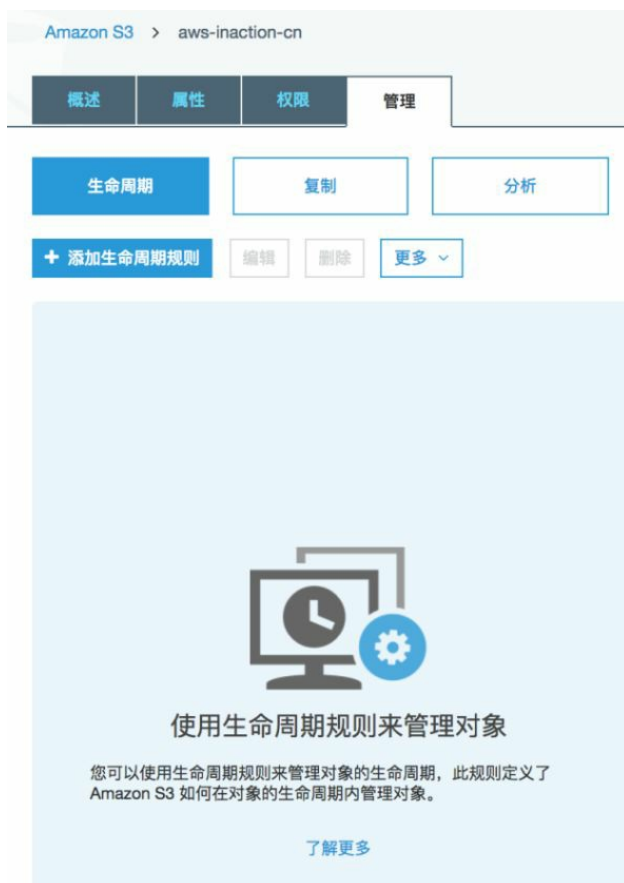 Amazon S3 > aws-inaction-cn
概述 属性 权限 管理
生命周期 复制 分析
+ 添加生命周期规则 编辑 删除 更多
使用生命周期规则来管理对象
您可以使用生命周期规则来管理对象的生命周期，此规则定义了
Amazon S3 如何在对象的生命周期内管理对象。
了解更多